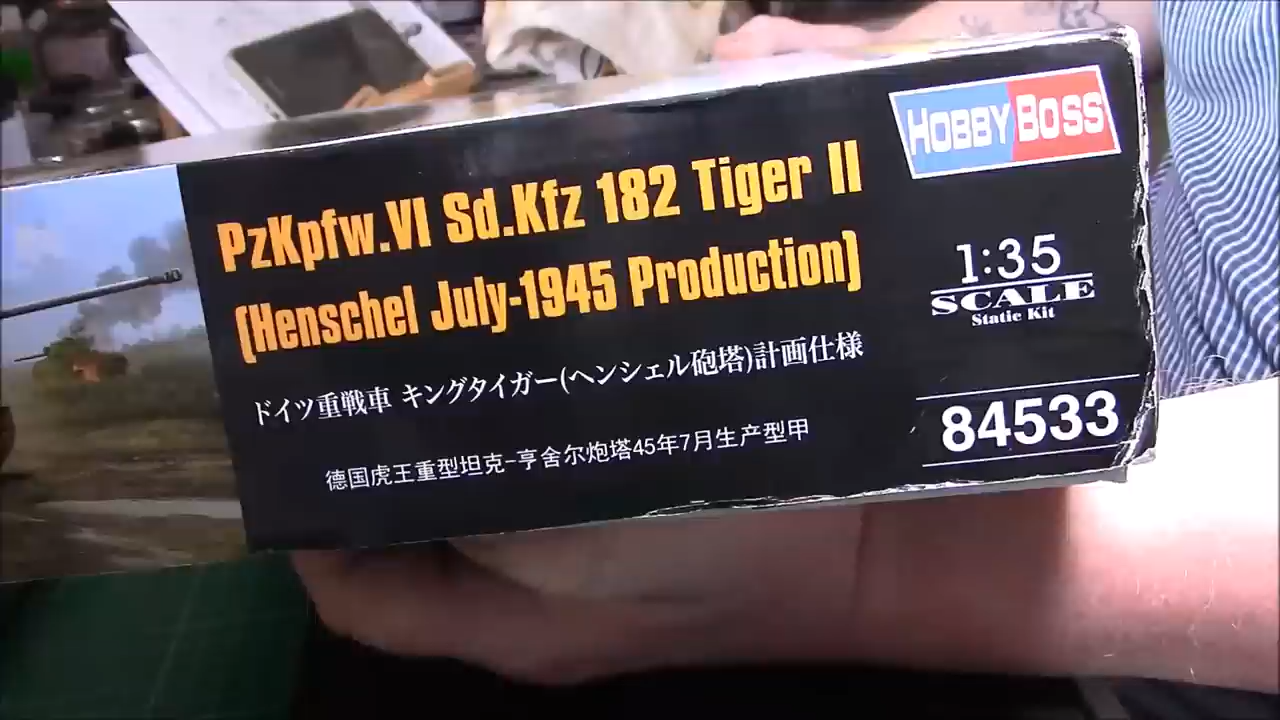 HOBBY BOSS
PzKpfw.VI Sd.Kfz 182 Tiger II
(Henschel July-1945 Production)
ドイツ重戦車 キングタイガー(ヘンシェル砲塔)計画仕様
德国虎王重型坦克-亨舍尔炮塔45年7月生产型甲
1:35
SCALE
Static Kit
84533